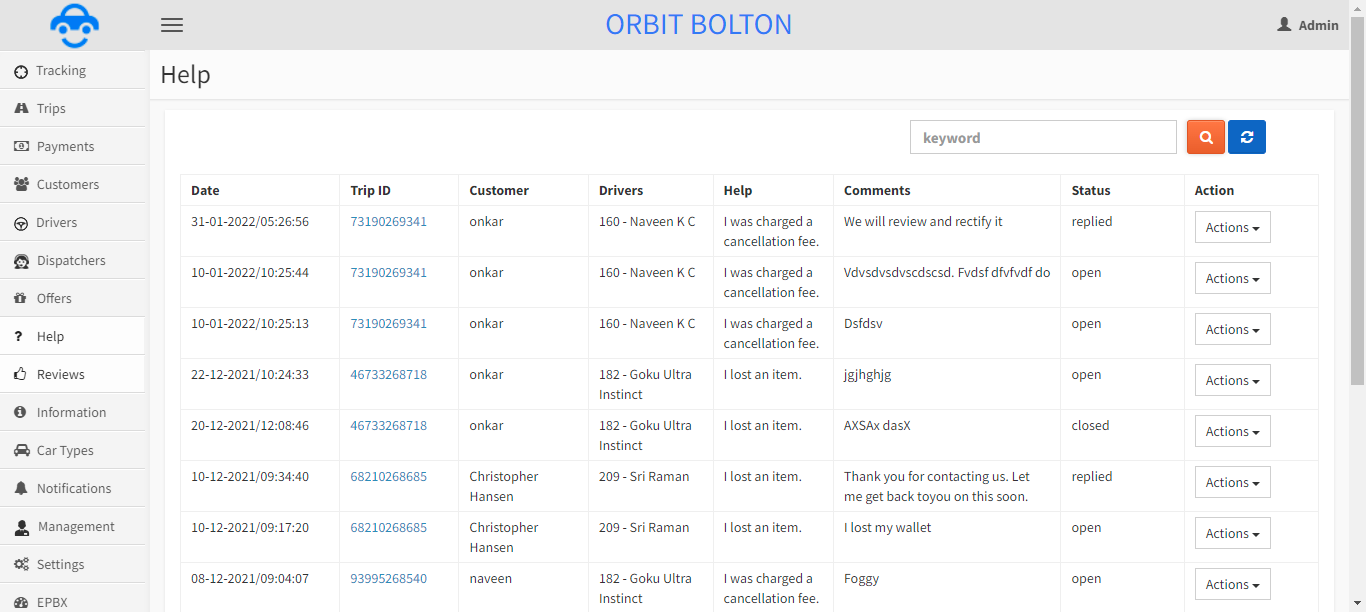 ORBIT BOLTON
Admin
Tracking
Trips
Payments
Customers
Drivers
Dispatchers
Offers
Help
Reviews
Information
Car Types
Notifications
Management
Settings
EPBX
Help
keyword
Date Trip ID Customer Drivers Help Comments Status Action
31-01-2022/05:26:56 73190269341 onkar 160 - Naveen K C I was charged a We will review and rectify it replied Actions
cancellation fee.
10-01-2022/10:25:44 73190269341 onkar 160 - Naveen K C I was charged a Vdvsdvsdvscdscsd. Fvdsf dfvfvdf do open Actions
cancellation fee.
10-01-2022/10:25:13 73190269341 onkar 160 - Naveen K C I was charged a Dsfdsv open Actions
cancellation fee.
22-12-2021/10:24:33 46733268718 onkar 182 - Goku Ultra I lost an item. jgjhghjg open Actions
Instinct
20-12-2021/12:08:46 46733268718 onkar 182 - Goku Ultra I lost an item. AXSAx dasX closed Actions
Instinct
10-12-2021/09:34:40 68210268685 Christopher 209 - Sri Raman I lost an item. Thank you for contacting us. Let replied Actions
Hansen me get back toyou on this soon.
10-12-2021/09:17:20 68210268685 Christopher 209 - Sri Raman I lost an item. I lost my wallet open Actions
Hansen
08-12-2021/09:04:07 93995268540 naveen 182 - Goku Ultra I was charged a Foggy open Actions
Instinct cancellation fee.